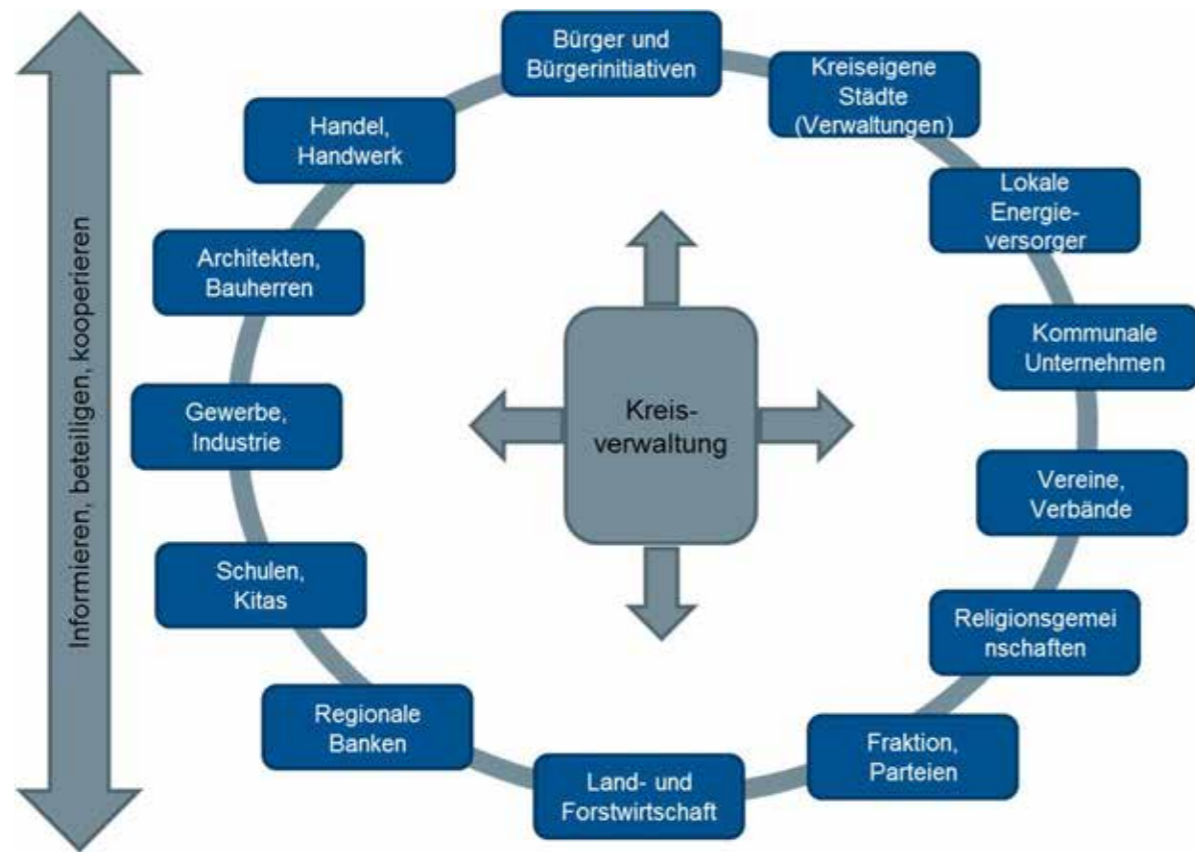 Informieren, beteiligen, kooperieren
Bürger und
Bürgerinitiativen
Kreiseigene
Städte
(Verwaltungen)
Lokale
Energie-
versorger
Kommunale
Unternehmen
Vereine,
Verbände
Religionsgemei
nschaften
Fraktion,
Parteien
Land- und
Forstwirtschaft
Regionale
Banken
Schulen,
Kitas
Gewerbe,
Industrie
Architekten,
Bauherren
Handel,
Handwerk
Kreis-
verwaltung